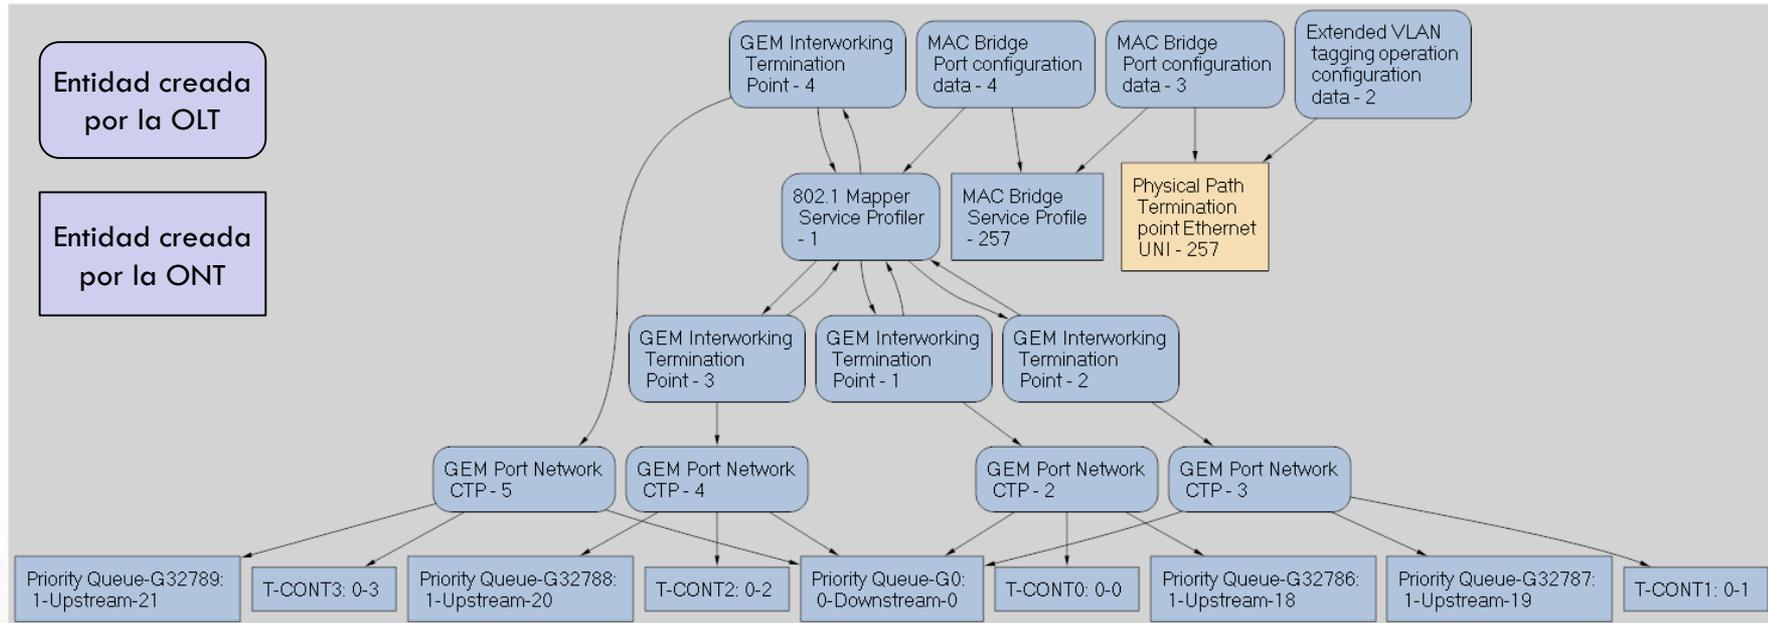 Entidad creada
por la OLT
Entidad creada
por la ONT
GEM Interworking
Termination
Point - 4
MAC Bridge
Port configuration
data - 4
MAC Bridge
Port configuration
data - 3
Extended VLAN
tagging operation
configuration
data - 2
802.1 Mapper
Service Profiler
- 1
MAC Bridge
Service Profile
- 257
Physical Path
Termination
point Ethernet
UNI - 257
GEM Interworking
Termination
Point - 3
GEM Interworking
Termination
Point - 1
GEM Interworking
Termination
Point - 2
GEM Port Network
CTP - 5
GEM Port Network
CTP - 4
GEM Port Network
CTP - 2
GEM Port Network
CTP - 3
Priority Queue-G32789:
1-Upstream-21
T-CONT3: 0-3
Priority Queue-G32788:
1-Upstream-20
T-CONT2: 0-2
Priority Queue-G0:
0-Downstream-0
T-CONT0: 0-0
Priority Queue-G32786:
1-Upstream-18
Priority Queue-G32787:
1-Upstream-19
T-CONT1: 0-1